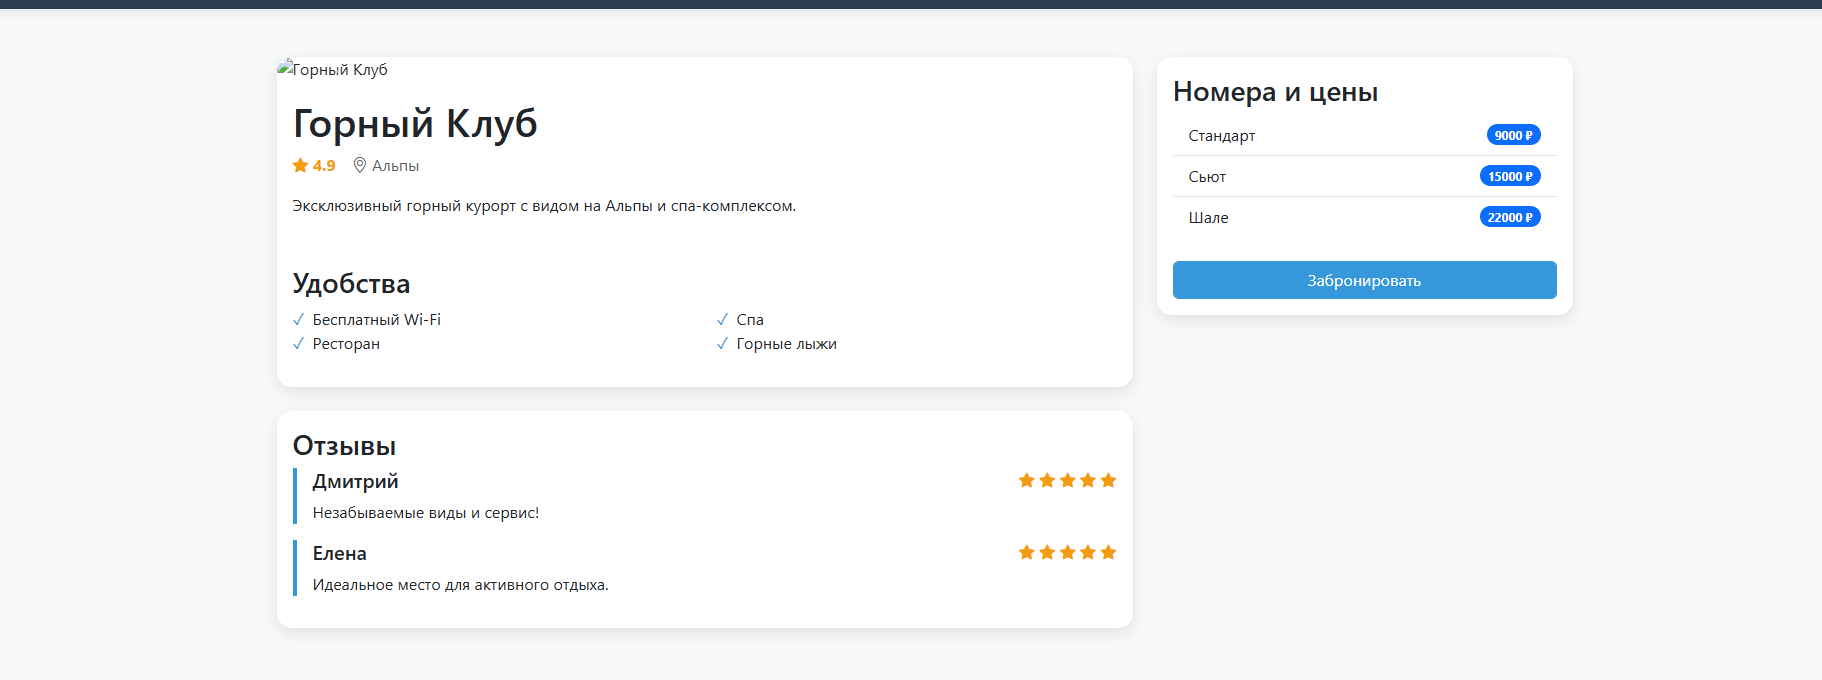 Горный Клуб
Горный Клуб
4.9 Альпы
Эксклюзивный горный курорт с видом на Альпы и спа-комплексом.
Удобства
Бесплатный Wi-Fi
Спа
Ресторан
Горные лыжи
Отзывы
Дмитрий
Незабываемые виды и сервис!
Елена
Идеальное место для активного отдыха.
Номера и цены
Стандарт 9000 ₽
Сьют 15000 ₽
Шале 22000 ₽
Забронировать